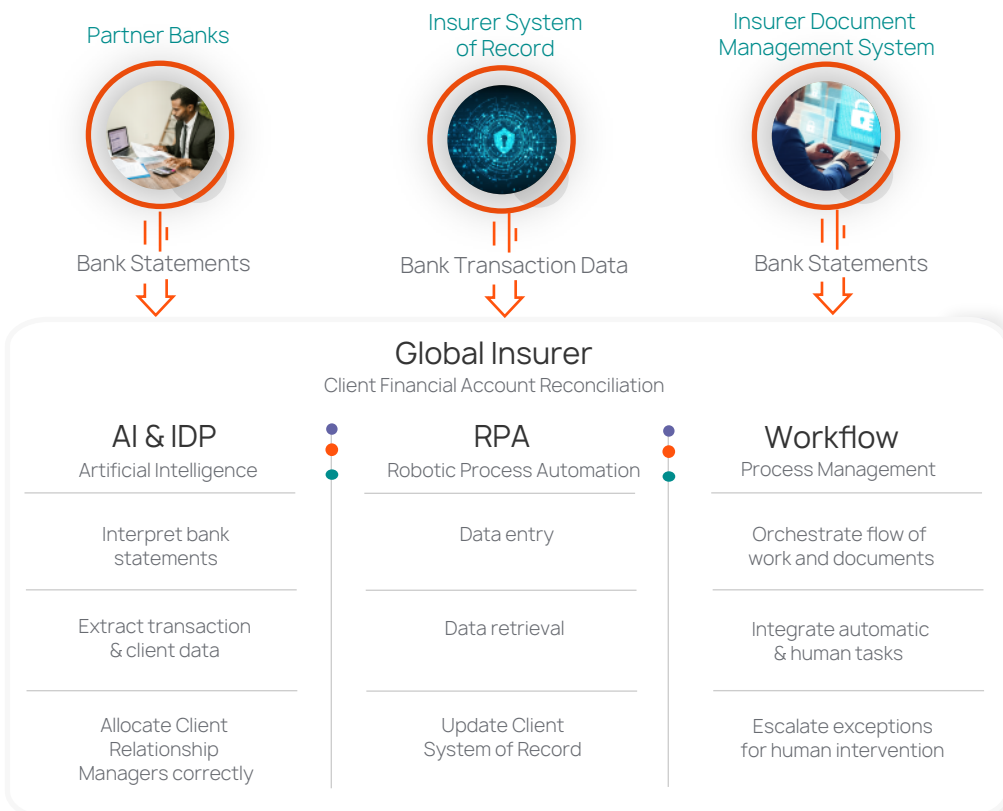 Partner Banks
Insurer System
of Record
Insurer Document
Management System
Bank Statements
Bank Transaction Data
Bank Statements
Global Insurer
Client Financial Account Reconciliation
AI & IDP
Artificial Intelligence
Interpret bank
statements
Extract transaction
& client data
Allocate Client
Relationship
Managers correctly
RPA
Robotic Process Automation
Data entry
Data retrieval
Update Client
System of Record
Workflow
Process Management
Orchestrate flow of
work and documents
Integrate automatic
& human tasks
Escalate exceptions
for human intervention